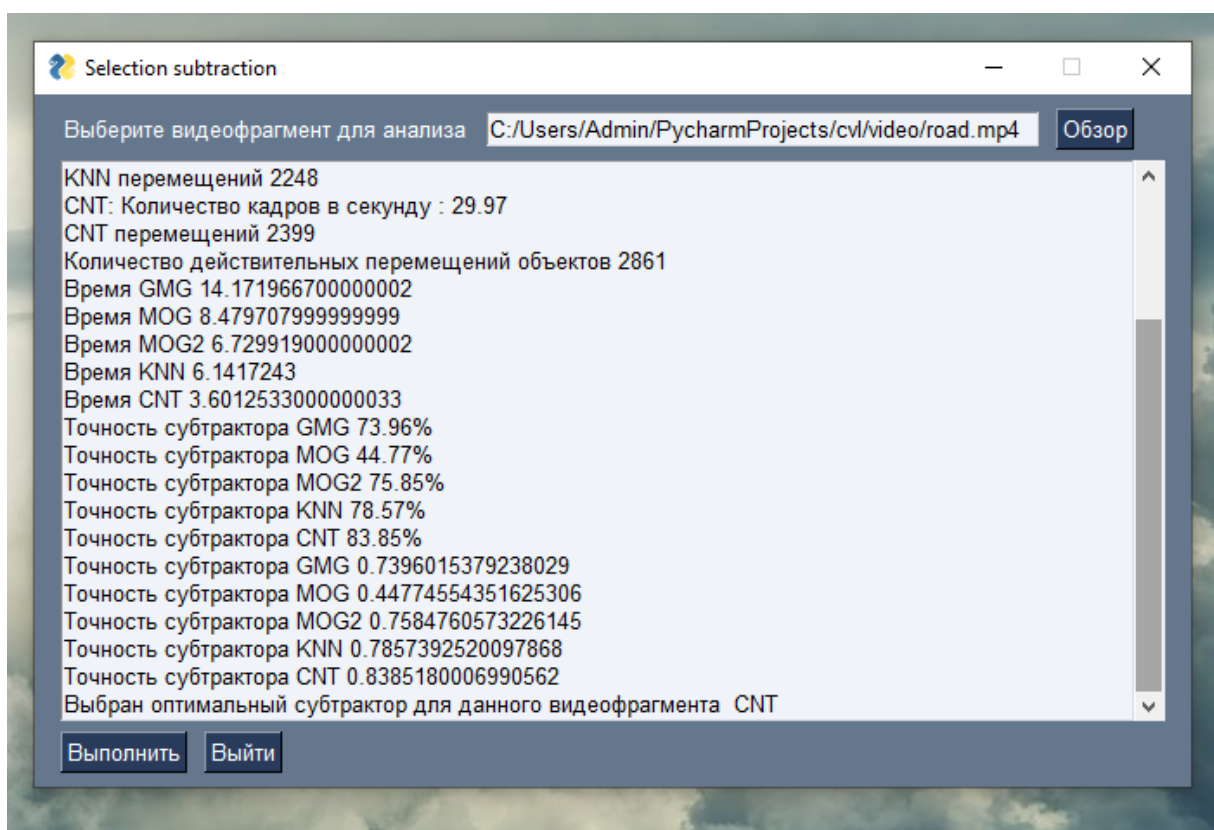 Selection subtraction
Выберите видеофрагмент для анализа C:/Users/Admin/PycharmProjects/cvl/video/road.mp4 Обзор
KNN перемещений 2248
CNT: Количество кадров в секунду : 29.97
CNT перемещений 2399
Количество действительных перемещений объектов 2861
Время GMG 14.171966700000002
Время MOG 8.479707999999999
Время MOG2 6.729919000000002
Время KNN 6.1417243
Время CNT 3.6012533000000033
Точность субтрактора GMG 73.96%
Точность субтрактора MOG 44.77%
Точность субтрактора MOG2 75.85%
Точность субтрактора KNN 78.57%
Точность субтрактора CNT 83.85%
Точность субтрактора GMG 0.7396015379238029
Точность субтрактора MOG 0.44774554351625306
Точность субтрактора MOG2 0.7584760573226145
Точность субтрактора KNN 0.7857392520097868
Точность субтрактора CNT 0.8385180006990562
Выбран оптимальный субтрактор для данного видеофрагмента  CNT
Выполнить Выйти